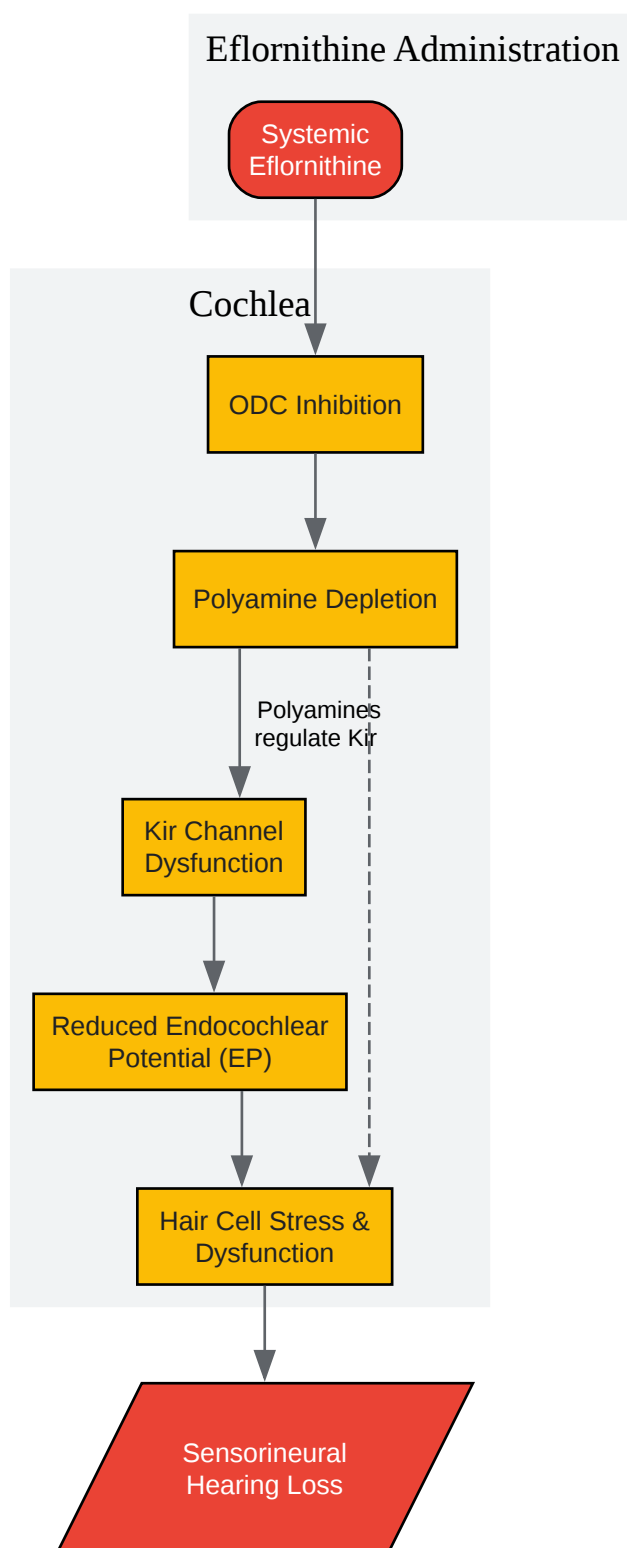 Eflornithine Administration
Systemic
Eflornithine
Cochlea
ODC Inhibition
Polyamine Depletion
Polyamines
regulate Kir
Kir Channel
Dysfunction
Reduced Endocochlear
Potential (EP)
Hair Cell Stress &
Dysfunction
Sensorineural
Hearing Loss